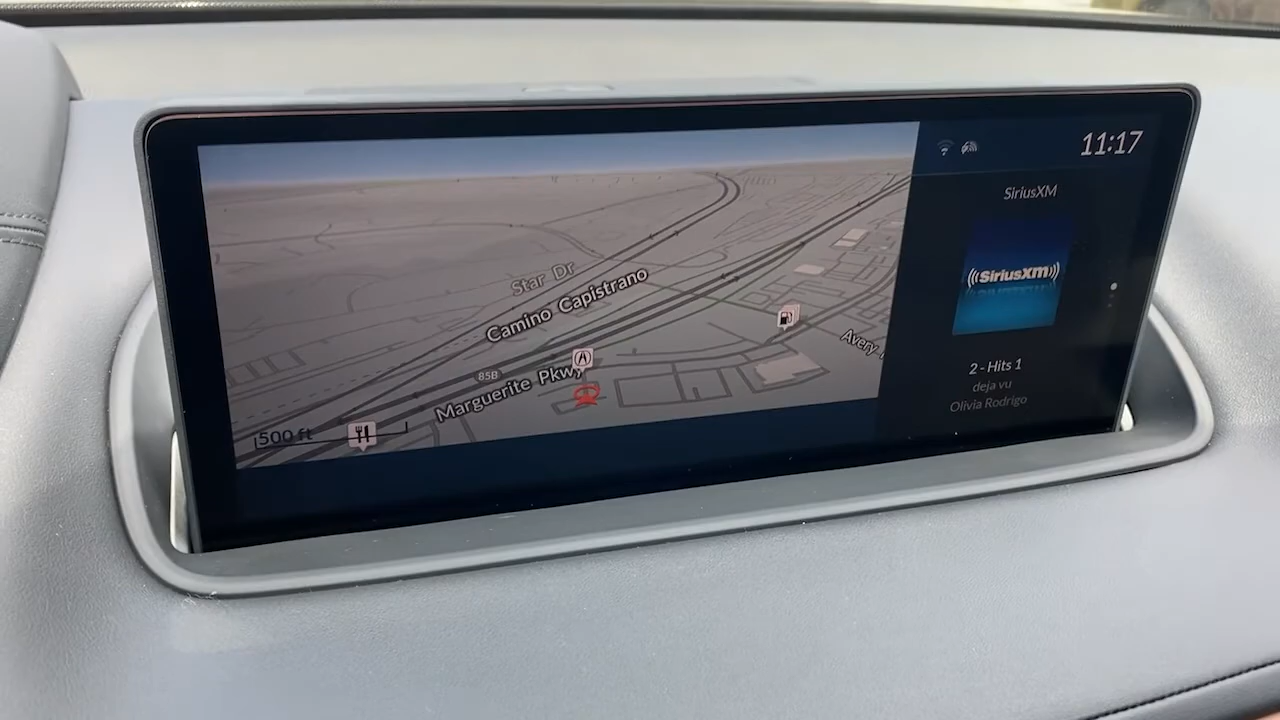 11:17
SiriusXM
((SiriusXM))
Star Dr
Camino Capistrano
85B
Marguerite Pkwy
Avery
500 ft
2 - Hits 1
deja vu
Olivia Rodrigo